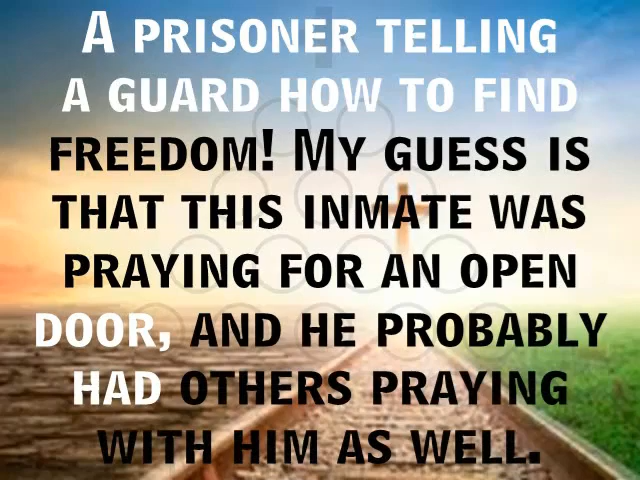 A PRISONER TELLING
A GUARD HOW TO FIND
FREEDOM! MY GUESS IS
THAT THIS INMATE WAS
PRAYING FOR AN OPEN
DOOR, AND HE PROBABLY
HAD OTHERS PRAYING
WITH HIM AS WELL.